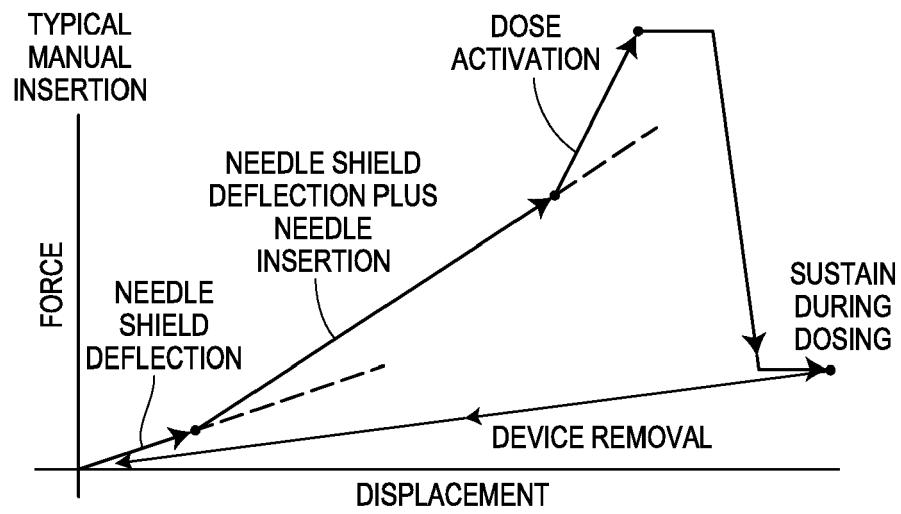 TYPICAL
MANUAL
INSERTION
DOSE
ACTIVATION
NEEDLE SHIELD
DEFLECTION PLUS
NEEDLE
INSERTION
FORCE
NEEDLE
SHIELD
DEFLECTION
SUSTAIN
DURING
DOSING
DEVICE REMOVAL
DISPLACEMENT